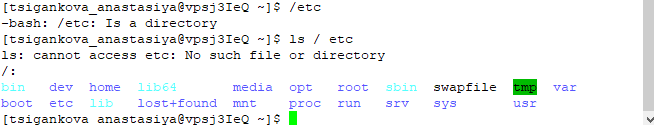 [tsigankova_anastasiya@vpsj3IeQ ~]$ /etc
-bash: /etc: Is a directory
[tsigankova_anastasiya@vpsj3IeQ ~]$ ls / etc
ls: cannot access etc: No such file or directory
/:
bin dev home lib64 media opt root sbin swapfile tmp var
boot etc lib lost+found mnt proc run srv sys usr
[tsigankova_anastasiya@vpsj3IeQ ~]$